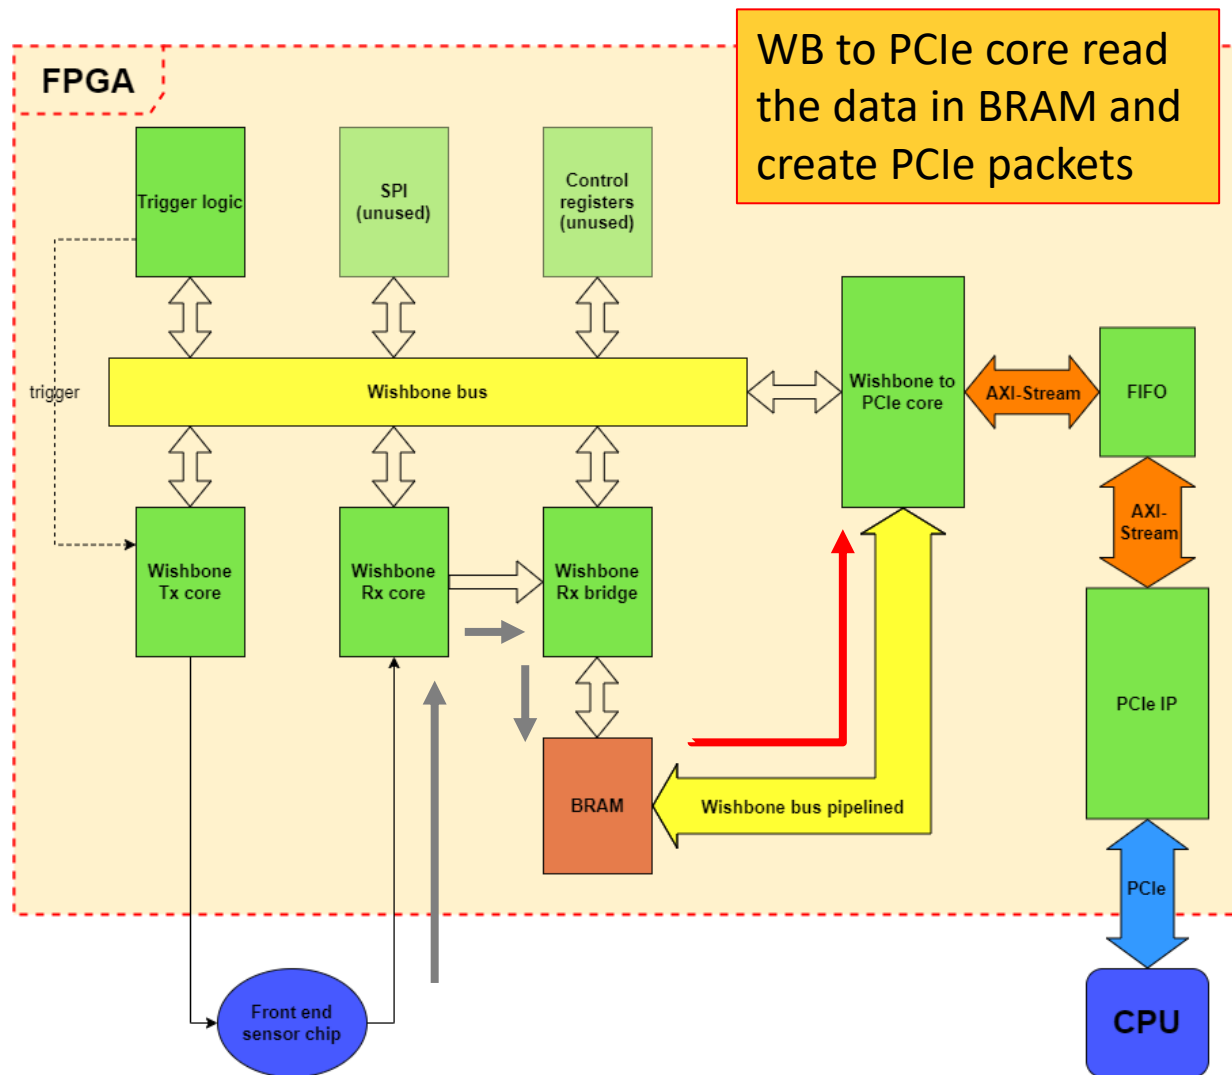 WB to PCIe core read
the data in BRAM and
create PCIe packets
FPGA
Trigger logic
SPI
(unused)
Control
registers
(unused)
trigger
Wishbone bus
Wishbone to
PCIe core
AXI-Stream
FIFO
AXI-
Stream
Wishbone
Tx core
Wishbone
Rx core
Wishbone
Rx bridge
PCIe IP
BRAM
Wishbone bus pipelined
PCIe
Front end
sensor chip
CPU